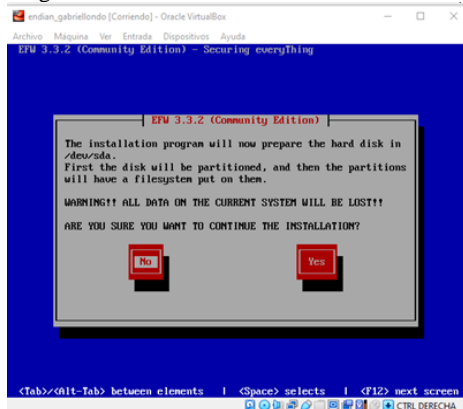 endian_gabriellondo [Corriendo] - Oracle VirtualBox
Archivo Máquina Ver Entrada Dispositivos Ayuda
EFW 3.3.2 (Community Edition) - Securing everyThing
EFW 3.3.2 (Community Edition)
The installation program will now prepare the hard disk in
/dev/sda.
First the disk will be partitioned, and then the partitions
will have a filesystem put on them.
WARNING!! ALL DATA ON THE CURRENT SYSTEM WILL BE LOST!!
ARE YOU SURE YOU WANT TO CONTINUE THE INSTALLATION?
No Yes
<Tab>/<Alt-Tab> between elements | <Space> selects | <F12> next screen
CTRL DERECHA